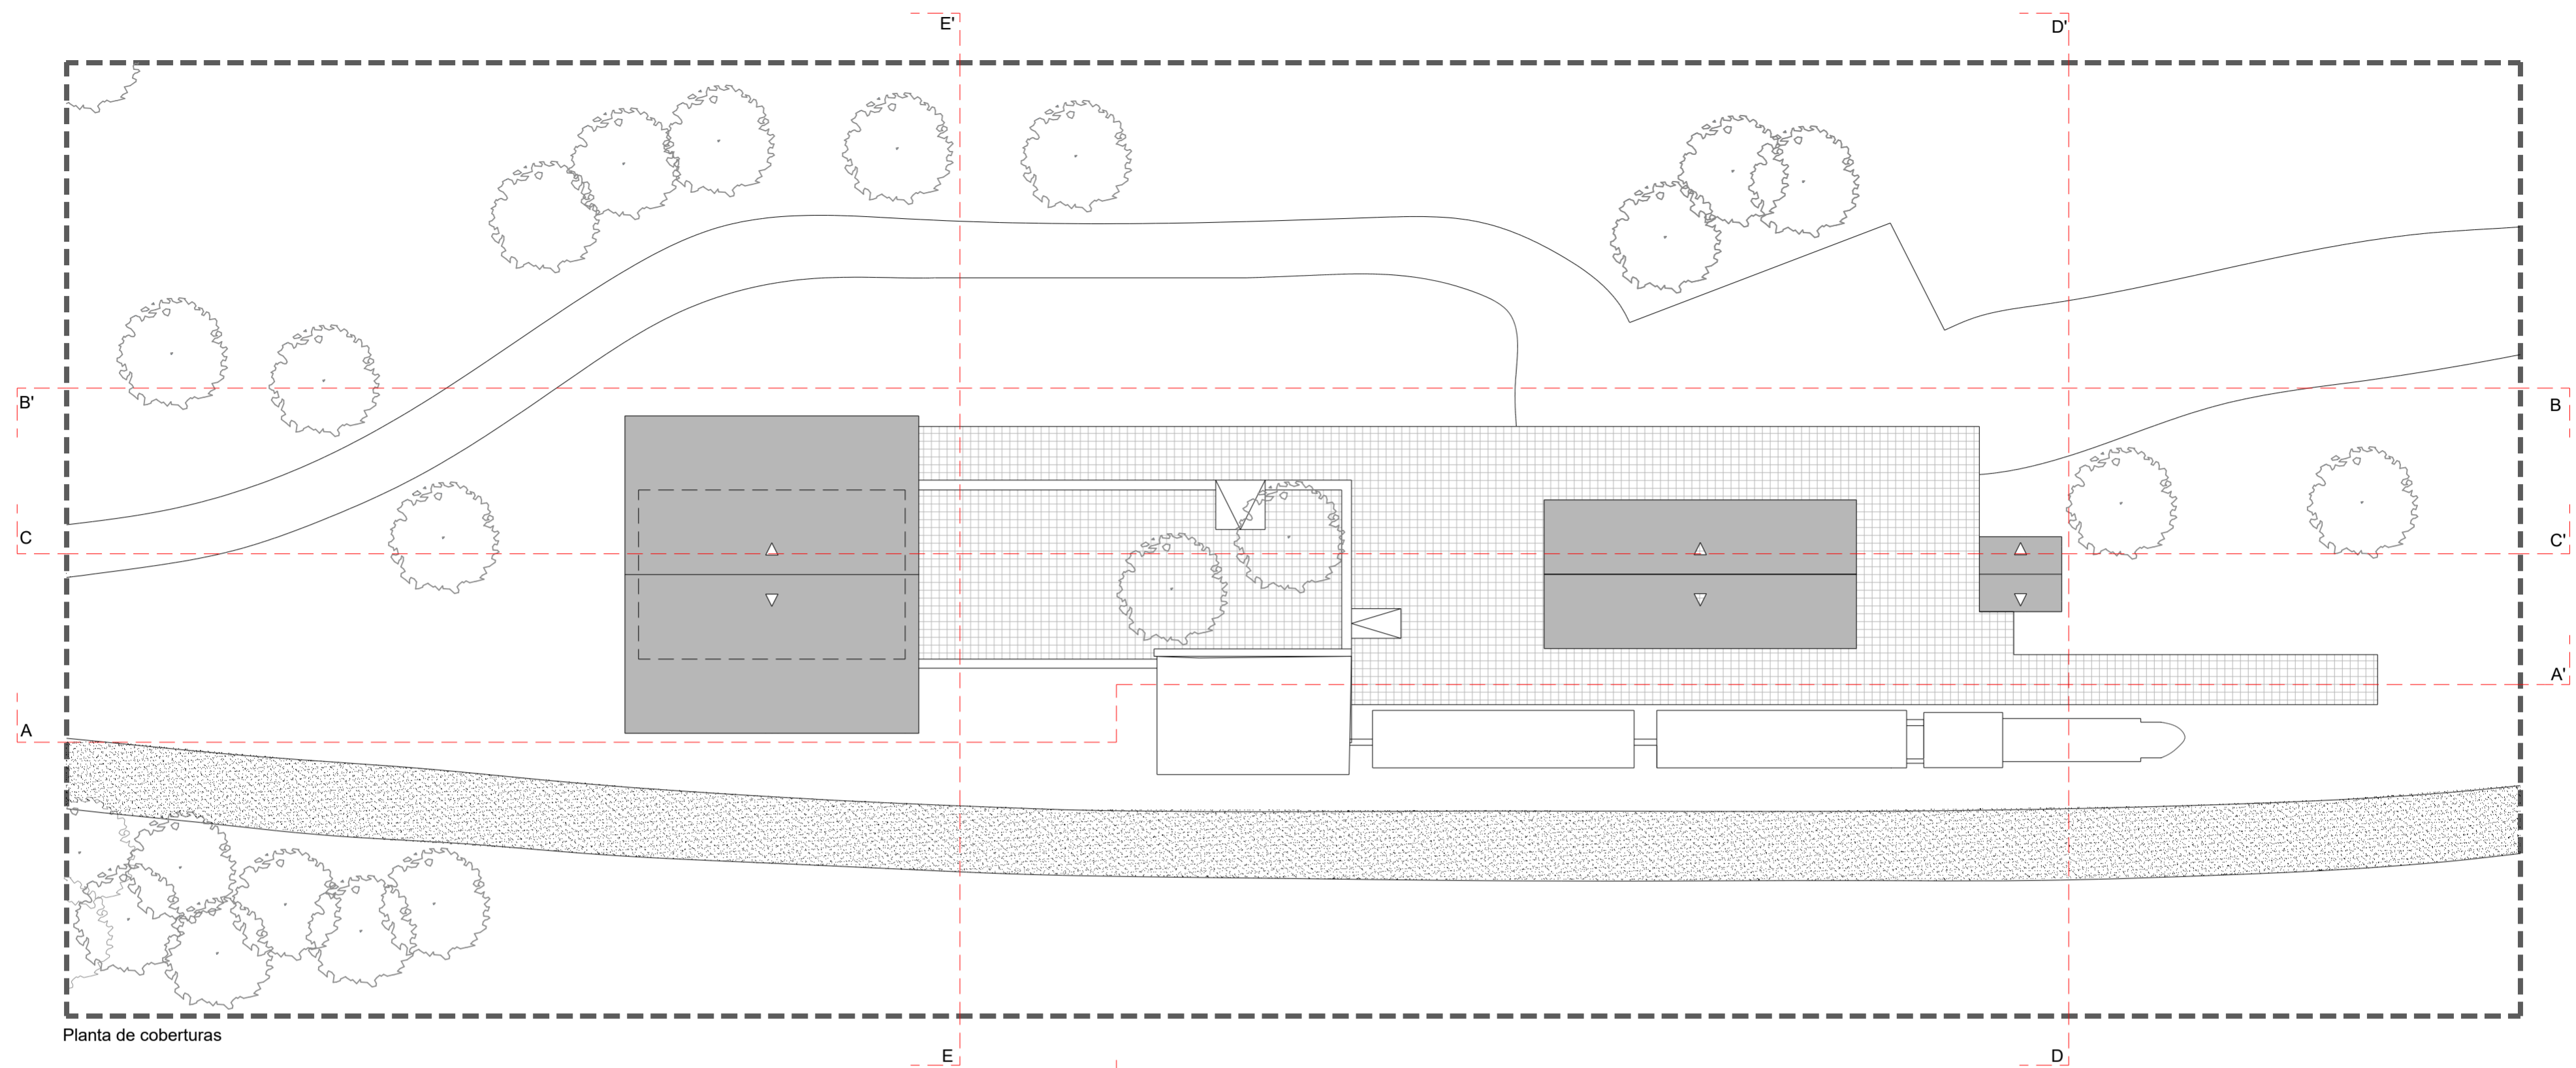 E'
D'
B'
B
C
C'
A'
A
Planta de coberturas
E
D